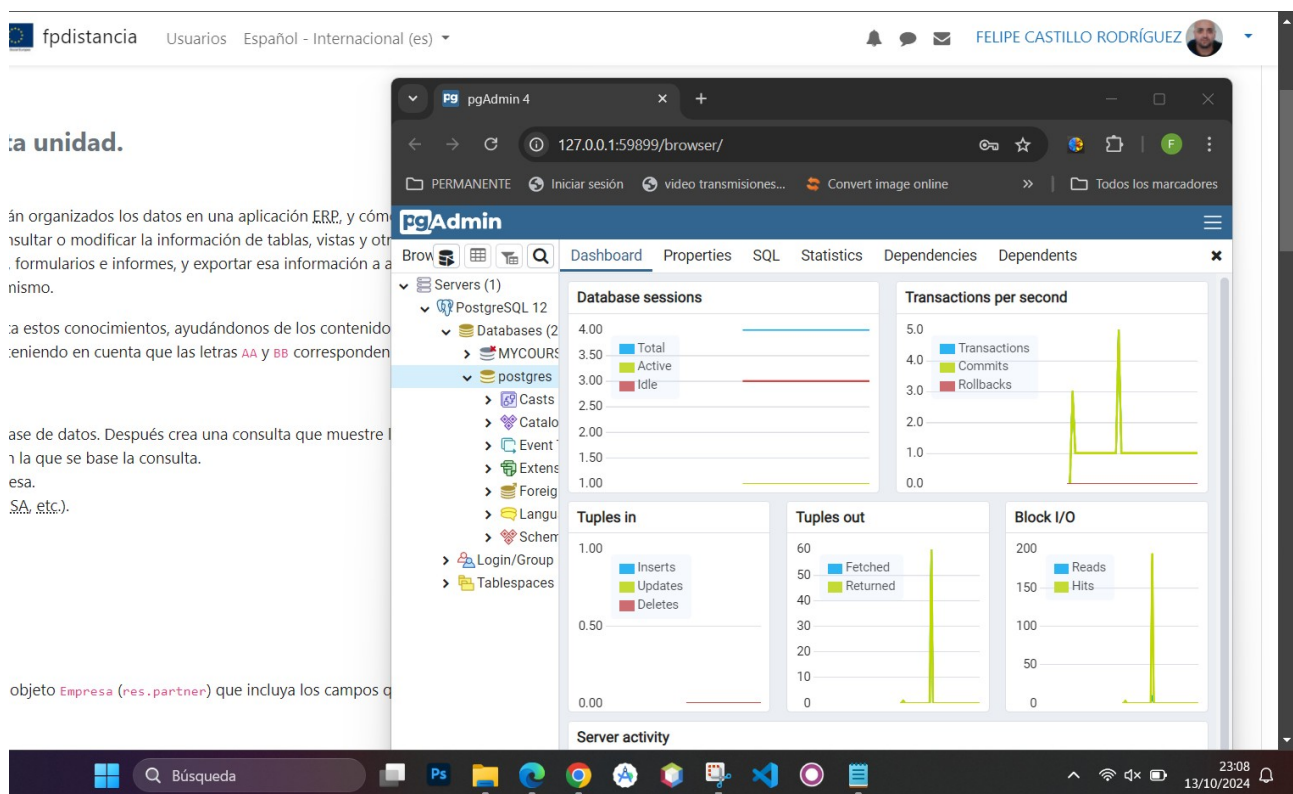 fpdistancia Usuarios Español - Internacional (es) FELIPE CASTILLO RODRÍGUEZ
pgAdmin 4
127.0.0.1:59899/browser/
PERMANENTE Iniciar sesión video transmisiones... Convert image online » Todos los marcadores
pgAdmin
Brow Dashboard Properties SQL Statistics Dependencies Dependents
Servers (1)
PostgreSQL 12
Databases (2
MYCOURS
postgres
Casts
Catalo
Event T
Extens
Foreig
Langu
Schem
Login/Group
Tablespaces
Database sessions
4.00
3.50
3.00
2.50
2.00
1.50
1.00
Total
Active
Idle
Transactions per second
5.0
4.0
3.0
2.0
1.0
0.0
Transactions
Commits
Rollbacks
Tuples in
1.00
0.50
0.00
Inserts
Updates
Deletes
Tuples out
60
50
40
30
20
10
0
Fetched
Returned
Block I/O
200
150
100
50
0
Reads
Hits
Server activity
ta unidad.
án organizados los datos en una aplicación ERP, y cóm
nsultar o modificar la información de tablas, vistas y otr
, formularios e informes, y exportar esa información a a
nismo.
ca estos conocimientos, ayudándonos de los contenido
teniendo en cuenta que las letras AA y BB corresponden
ase de datos. Después crea una consulta que muestre l
n la que se base la consulta.
esa.
SA, etc.).
objeto Empresa (res.partner) que incluya los campos q
Búsqueda
Ps
23:08
13/10/2024